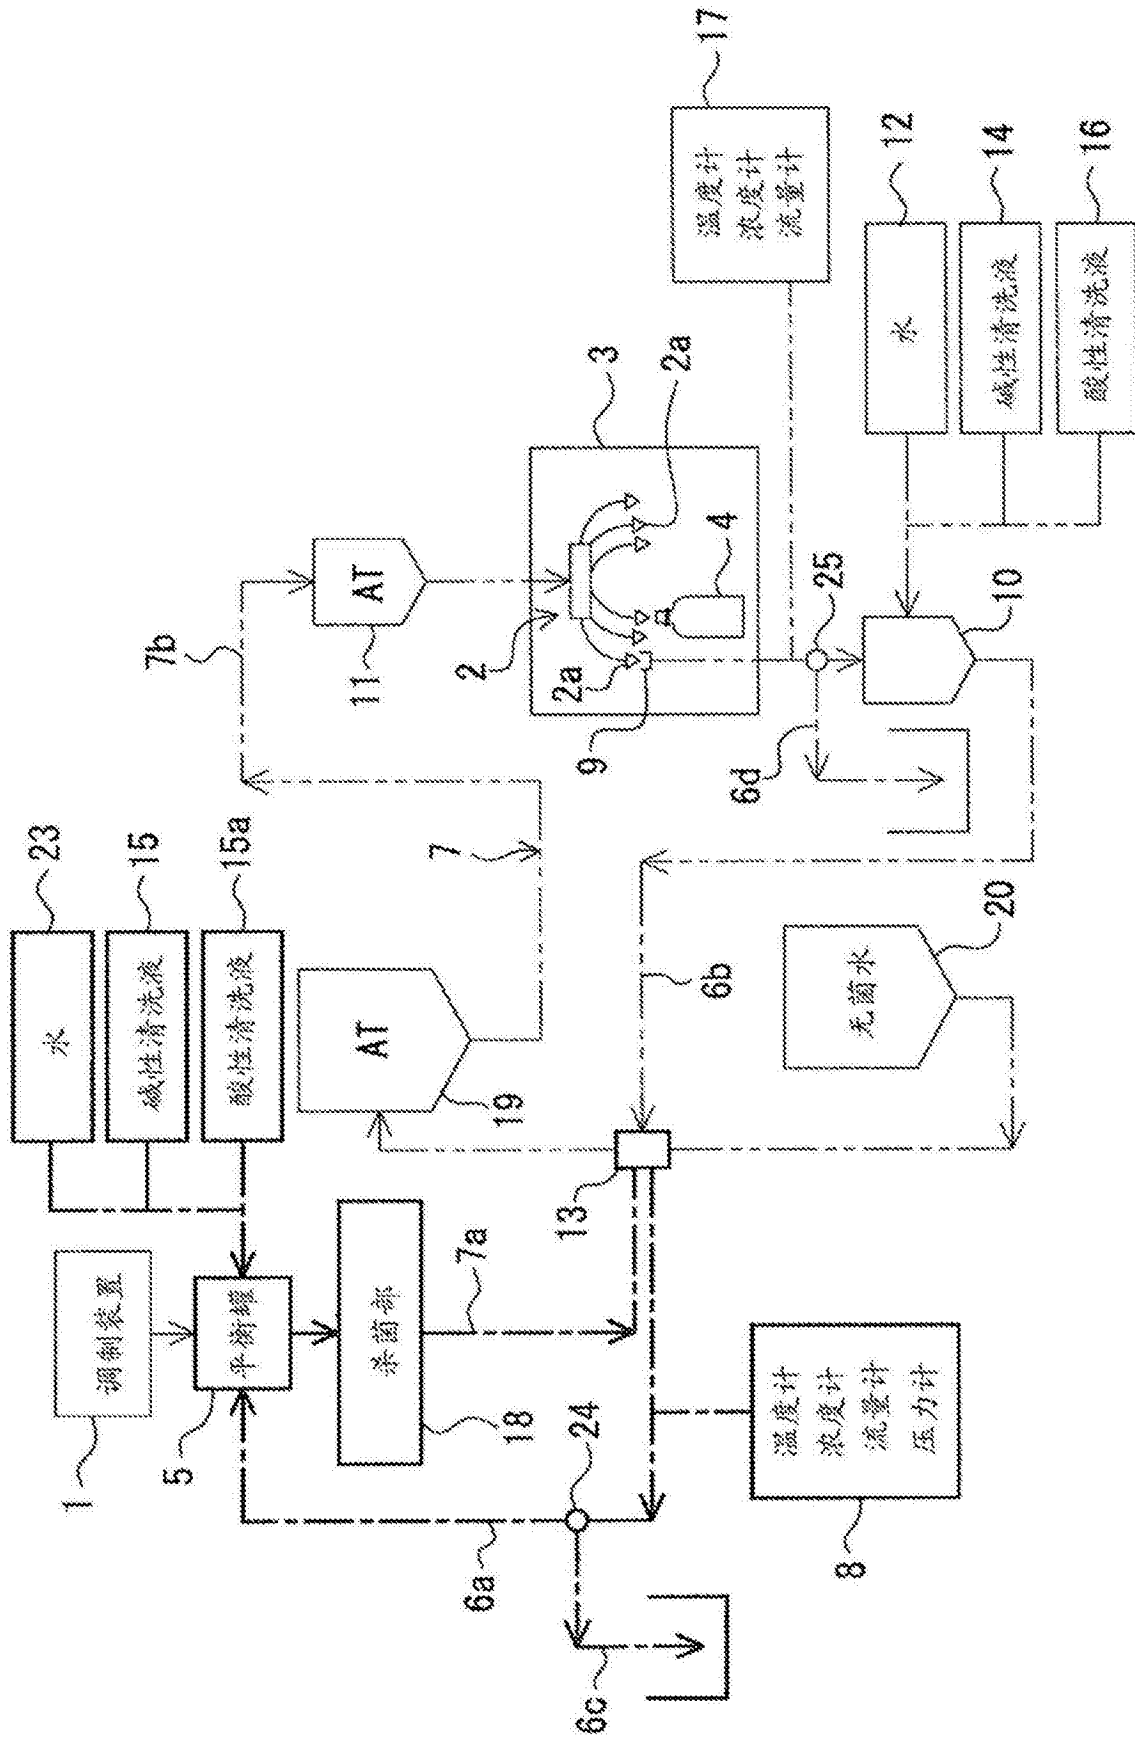 23
15
15a
水
碱性清洗液
酸性清洗液
1
调制装置
5
平衡罐
杀菌部
18
7a
6a
24
6c
13
8
温度计
浓度计
流量计
压力计
AT
19
7
7b
AT
11
2
2a
9
3
2a
4
17
温度计
浓度计
流量计
25
6d
6b
无菌水
20
10
水
12
碱性清洗液
14
酸性清洗液
16